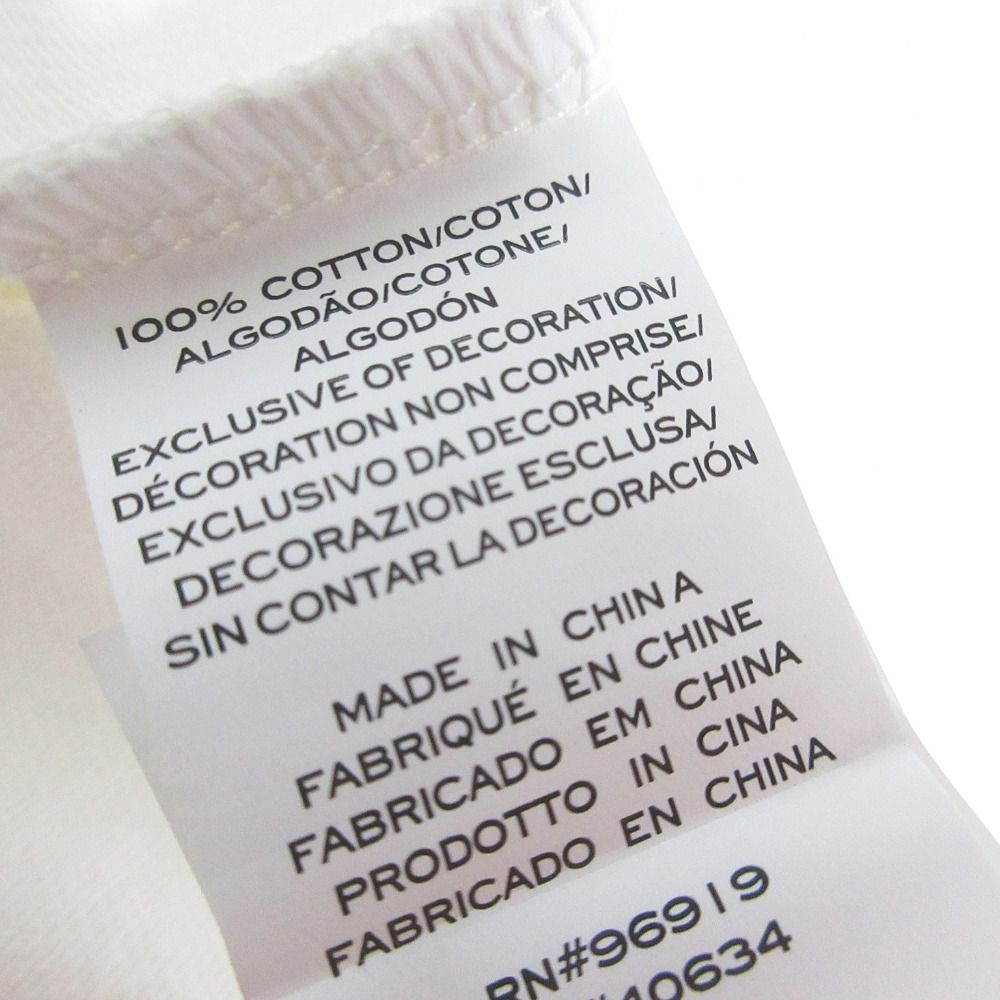 100% COTTON/COTON/
ALGODÃO/COTONE/
ALGODÓN
EXCLUSIVE OF DECORATION/
DÉCORATION NON COMPRISE/
EXCLUSIVO DA DECORAÇÃO/
DECORAZIONE ESCLUSA/
SIN CONTAR LA DECORACIÓN
MADE IN CHINA
FABRIQUÉ EN CHINE
FABRICADO EM CHINA
PRODOTTO IN CINA
FABRICADO EN CHINA
RN#96919